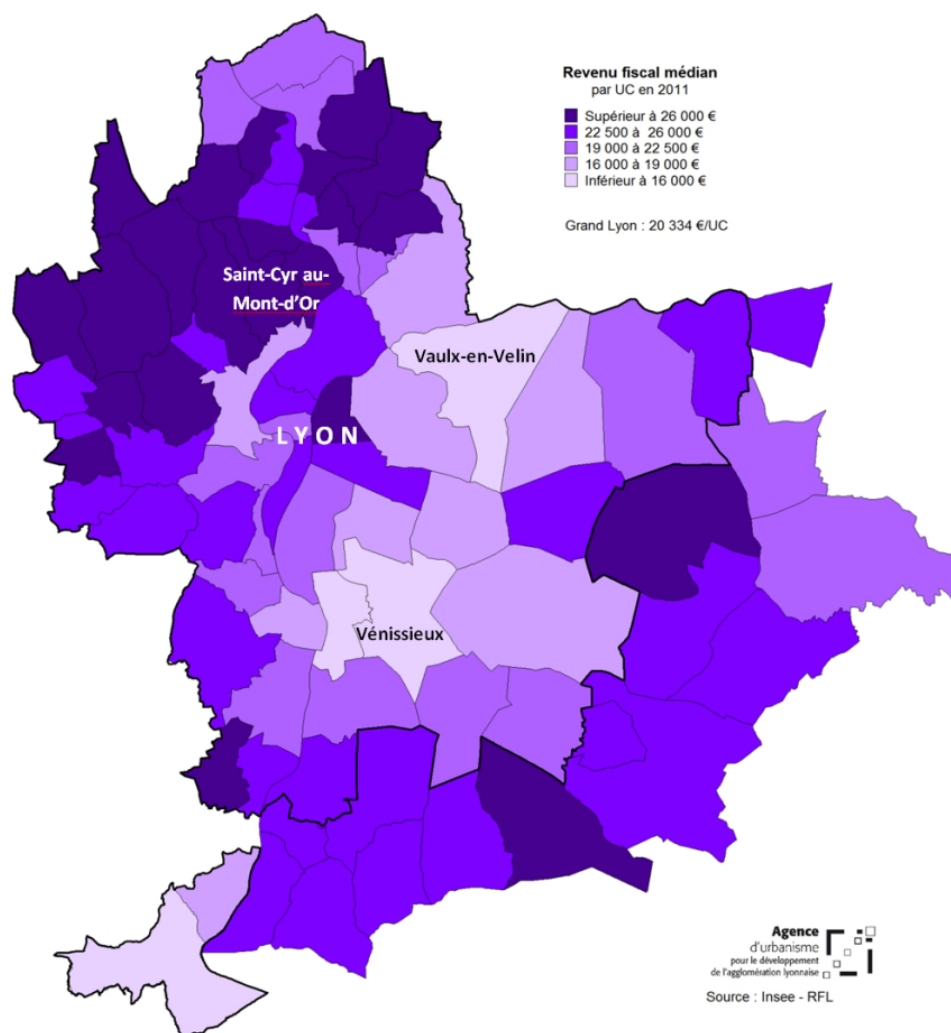 Revenu fiscal médian
par UC en 2011
Supérieur à 26 000 €
22 500 à 26 000 €
19 000 à 22 500 €
16 000 à 19 000 €
Inférieur à 16 000 €
Grand Lyon : 20 334 €/UC
Saint-Cyr au-
Mont-d'Or
Vaulx-en-Velin
LYON
Vénissieux
Agence
d'urbanisme
pour le développement
de l'agglomération lyonnaise
Source : Insee - RFL